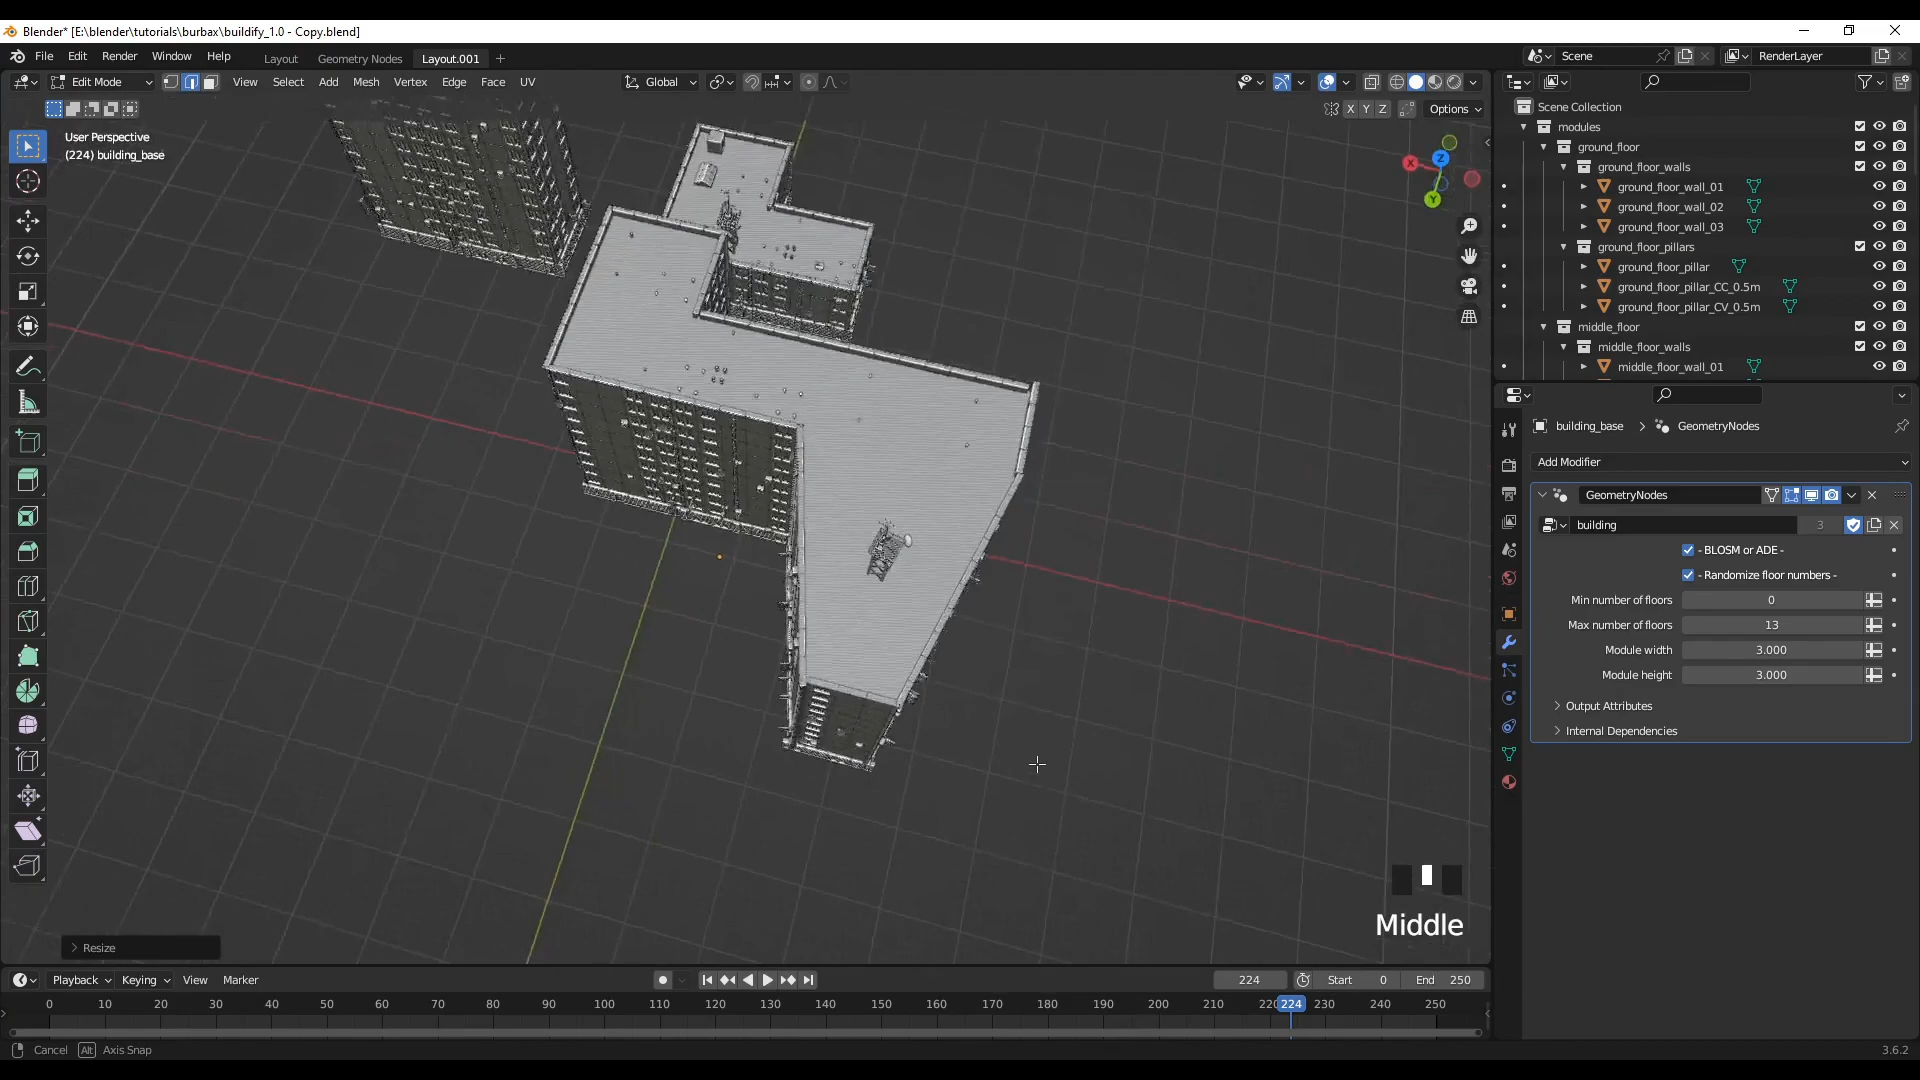 Blender* [E:\blender\tutorials\burbax\buildify_1.0 - Copy.blend]
File Edit Render Window Help Layout Geometry Nodes Layout.001 + Scene RenderLayer
Edit Mode View Select Add Mesh Vertex Edge Face UV Global
X Y Z Options
User Perspective
(224) building_base
X Z Y
Scene Collection
modules
ground_floor
ground_floor_walls
ground_floor_wall_01
ground_floor_wall_02
ground_floor_wall_03
ground_floor_pillars
ground_floor_pillar
ground_floor_pillar_CC_0.5m
ground_floor_pillar_CV_0.5m
middle_floor
middle_floor_walls
middle_floor_wall_01
building_base > GeometryNodes
Add Modifier
GeometryNodes
building 3
- BLOSM or ADE -
- Randomize floor numbers -
Min number of floors 0
Max number of floors 13
Module width 3.000
Module height 3.000
Output Attributes
Internal Dependencies
Middle
Resize
Playback Keying View Marker 224 Start 0 End 250
0 10 20 30 40 50 60 70 80 90 100 110 120 130 140 150 160 170 180 190 200 210 220 224 230 240 250
Cancel Alt Axis Snap 3.6.2